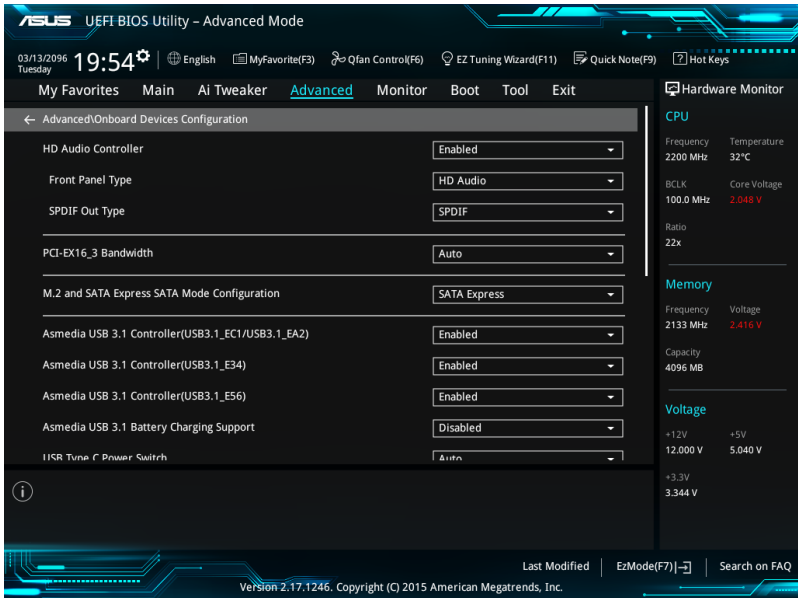 ASUS UEFI BIOS Utility – Advanced Mode
03/13/2096
Tuesday
19:54
English MyFavorite(F3) Qfan Control(F6) EZ Tuning Wizard(F11) Quick Note(F9) ? Hot Keys
My Favorites Main Ai Tweaker Advanced Monitor Boot Tool Exit
← Advanced\Onboard Devices Configuration
HD Audio Controller Enabled
Front Panel Type HD Audio
SPDIF Out Type SPDIF
PCI-EX16_3 Bandwidth Auto
M.2 and SATA Express SATA Mode Configuration SATA Express
Asmedia USB 3.1 Controller(USB3.1_EC1/USB3.1_EA2) Enabled
Asmedia USB 3.1 Controller(USB3.1_E34) Enabled
Asmedia USB 3.1 Controller(USB3.1_E56) Enabled
Asmedia USB 3.1 Battery Charging Support Disabled
USB Type C Power Switch Auto
Hardware Monitor
CPU
Frequency Temperature
2200 MHz 32°C
BCLK Core Voltage
100.0 MHz 2.048 V
Ratio
22x
Memory
Frequency Voltage
2133 MHz 2.416 V
Capacity
4096 MB
Voltage
+12V +5V
12.000 V 5.040 V
+3.3V
3.344 V
i
Last Modified EzMode(F7) Search on FAQ
Version 2.17.1246. Copyright (C) 2015 American Megatrends, Inc.